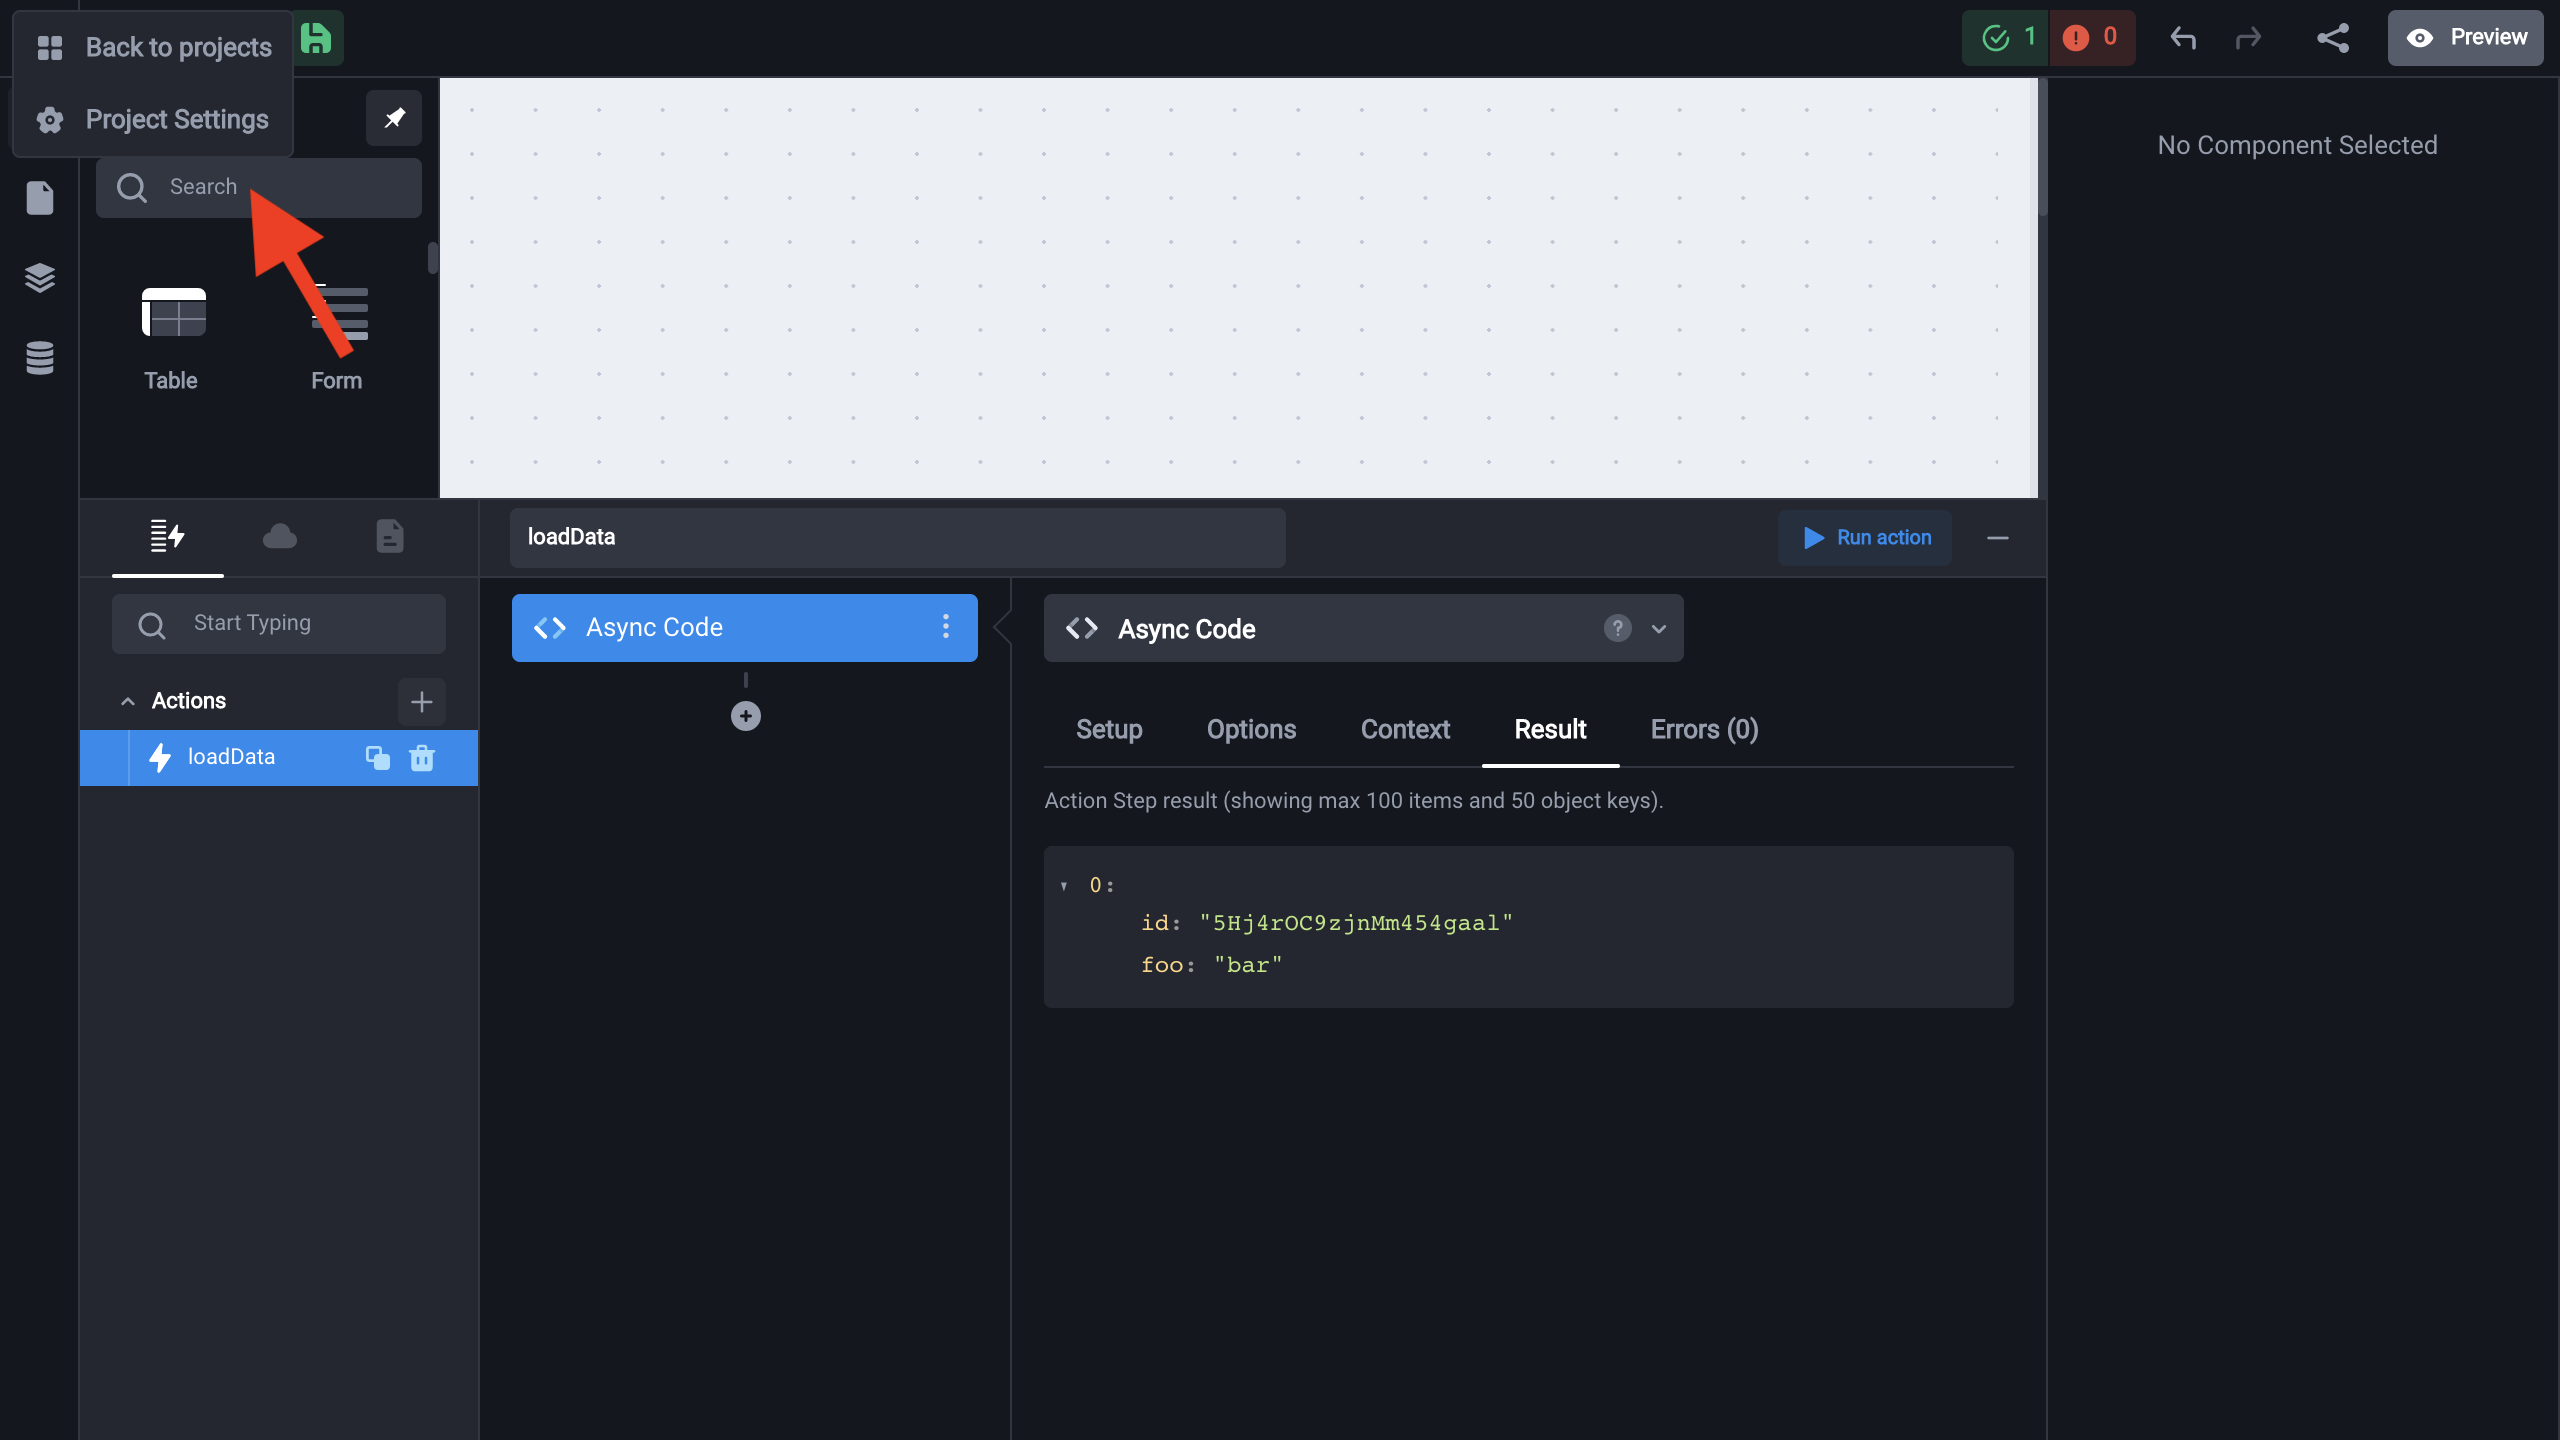 Back to projects
Project Settings
1
0
Preview
Search
No Component Selected
Table
Form
loadData
Run action
Start Typing
Async Code
Async Code
?
Actions
Setup
Options
Context
Result
Errors (0)
loadData
Action Step result (showing max 100 items and 50 object keys).
0:
id: "5Hj4rOC9zjnMm454gaal"
foo: "bar"